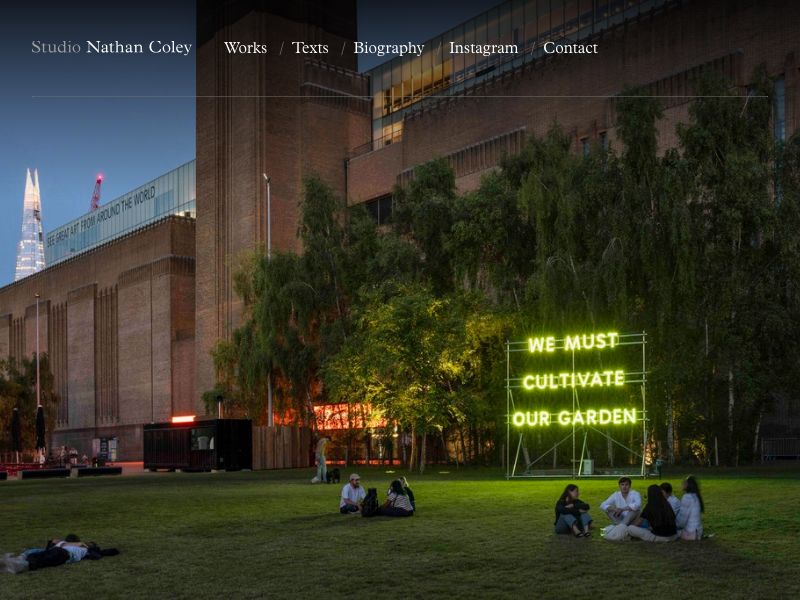 Studio Nathan Coley
Works / Texts / Biography / Instagram / Contact
SEE GREAT ART FROM AROUND THE WORLD
WE MUST
CULTIVATE
OUR GARDEN